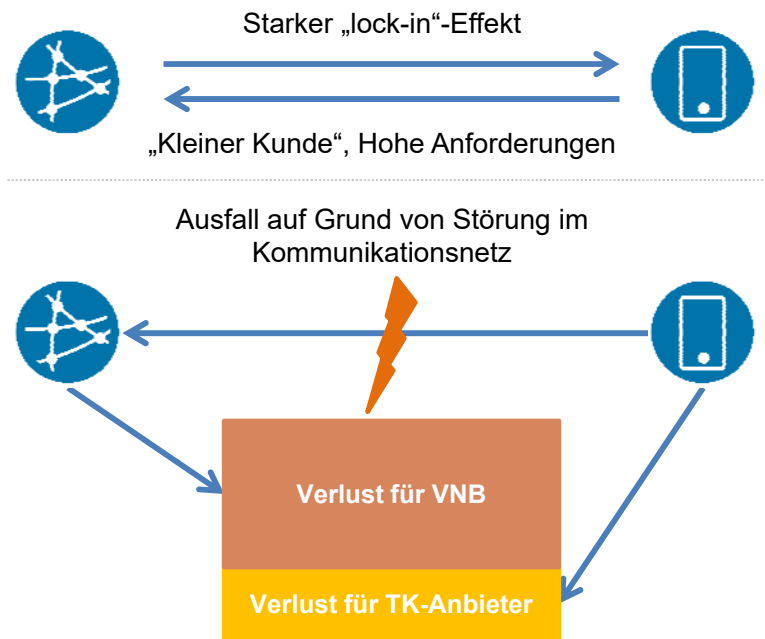 Starker „lock-in“-Effekt
„Kleiner Kunde“, Hohe Anforderungen
Ausfall auf Grund von Störung im
Kommunikationsnetz
Verlust für VNB
Verlust für TK-Anbieter